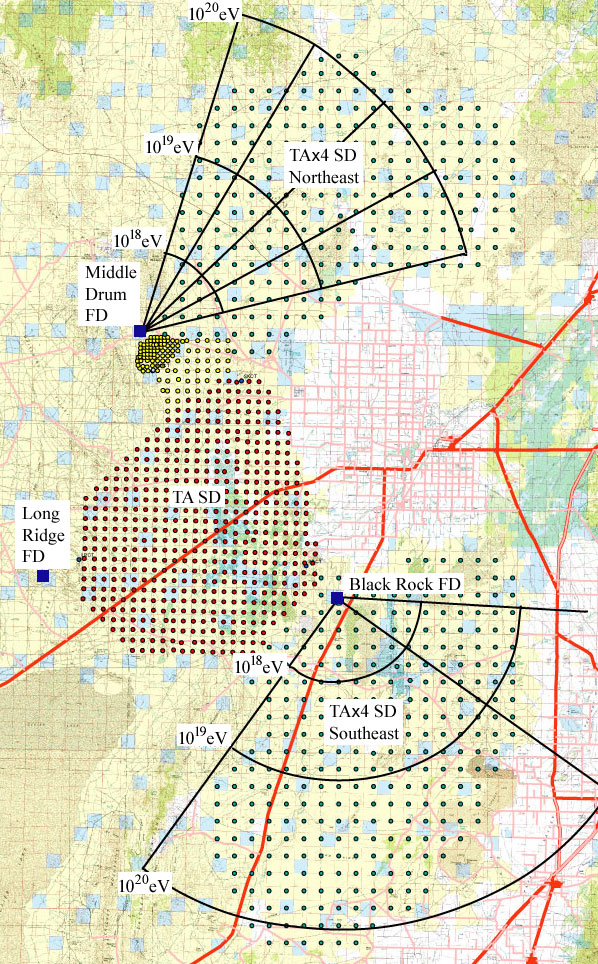 10²⁰eV
10¹⁹eV
TAx4 SD
Northeast
10¹⁸eV
Middle
Drum
FD
SKCT
TA SD
Long
Ridge
FD
Black Rock FD
10¹⁸eV
TAx4 SD
Southeast
10¹⁹eV
10²⁰eV